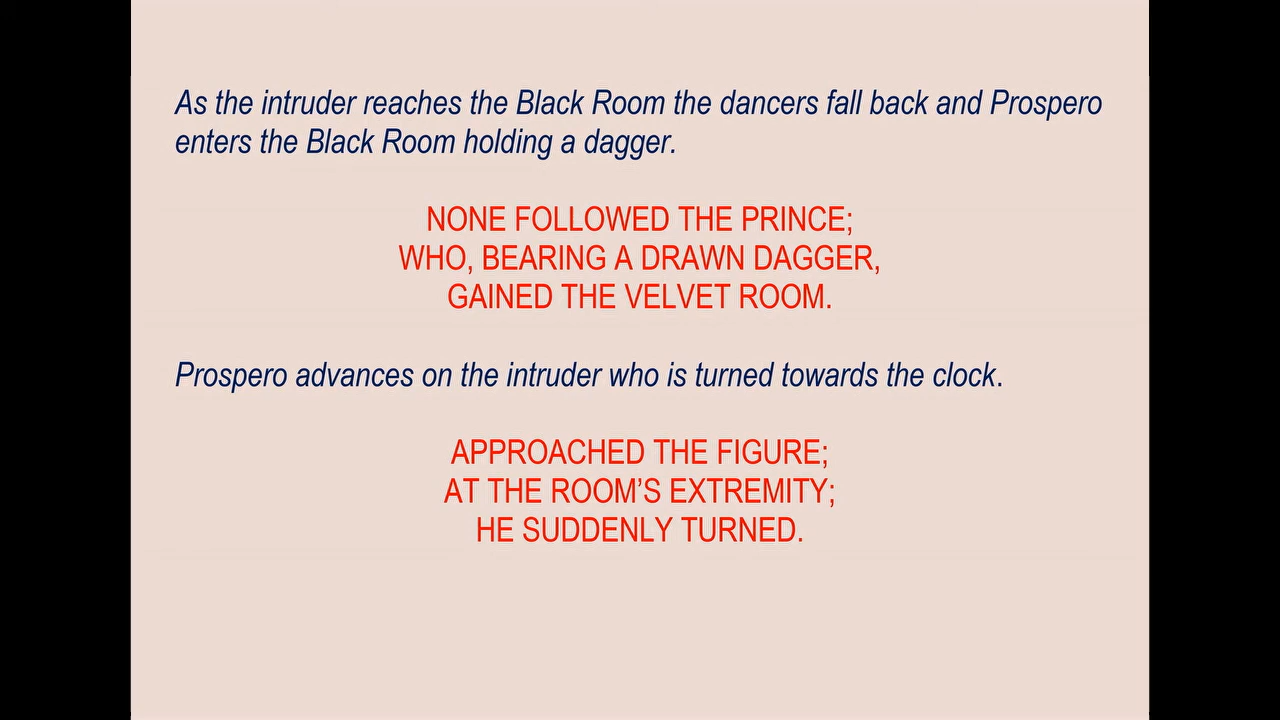 As the intruder reaches the Black Room the dancers fall back and Prospero
enters the Black Room holding a dagger.
NONE FOLLOWED THE PRINCE;
WHO, BEARING A DRAWN DAGGER,
GAINED THE VELVET ROOM.
Prospero advances on the intruder who is turned towards the clock.
APPROACHED THE FIGURE;
AT THE ROOM’S EXTREMITY;
HE SUDDENLY TURNED.